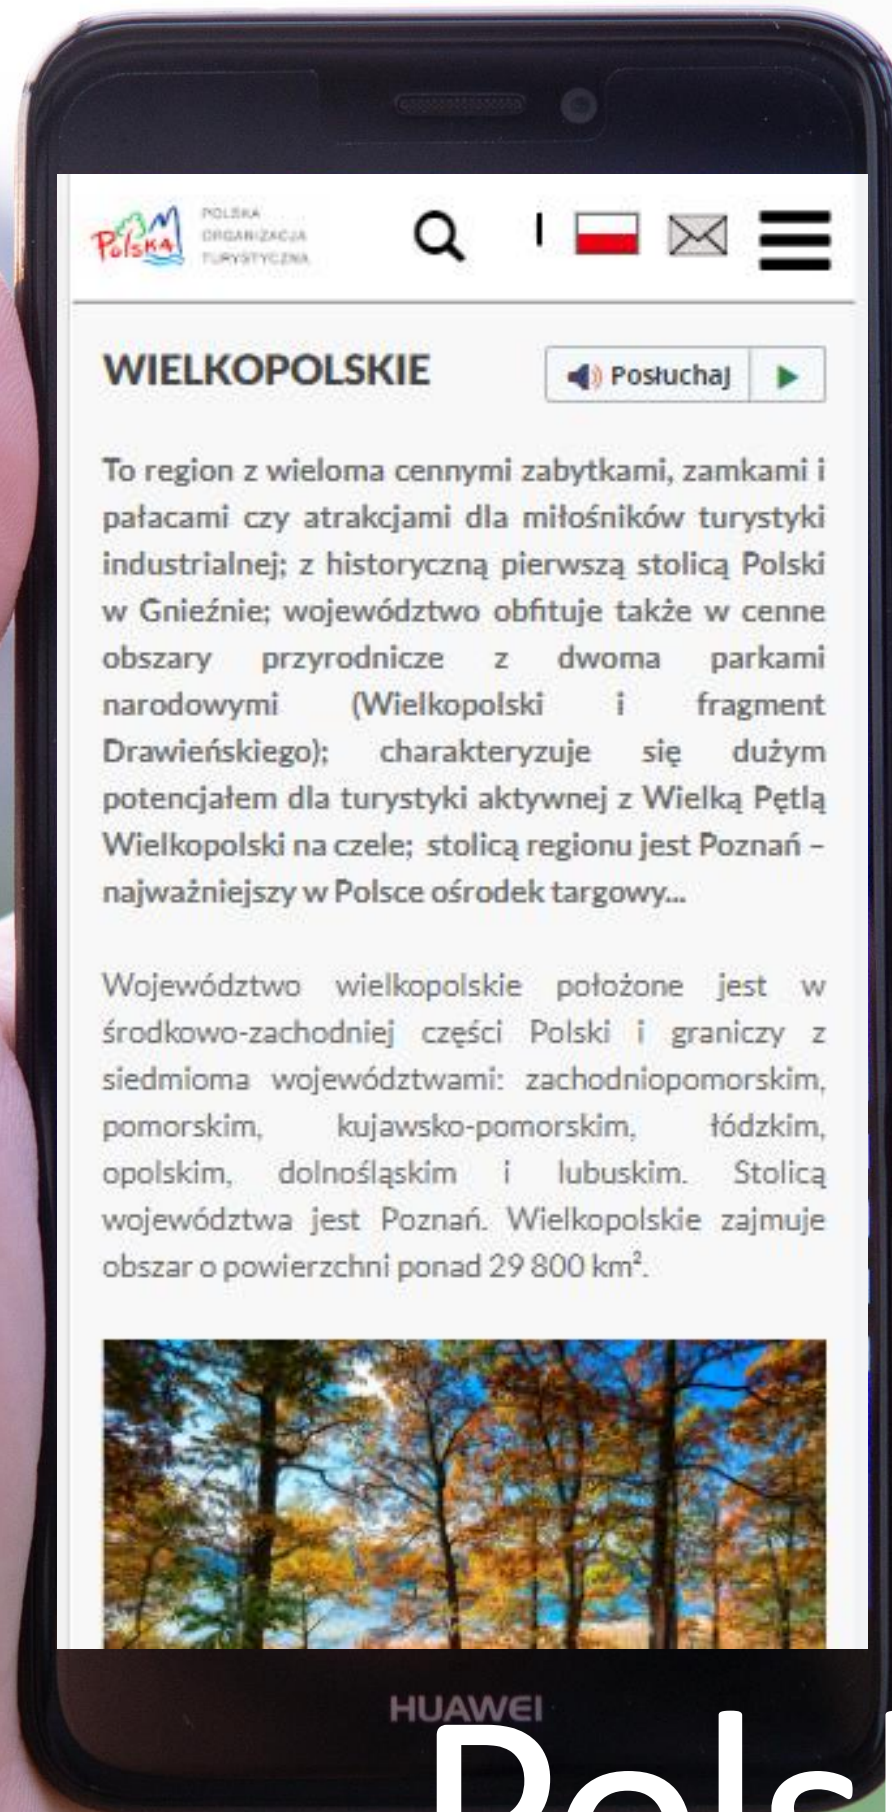 Polska
POLSKA
ORGANIZACJA
TURYSTYCZNA
WIELKOPOLSKIE
Posłuchaj
To region z wieloma cennymi zabytkami, zamkami i
pałacami czy atrakcjami dla miłośników turystyki
industrialnej; z historyczną pierwszą stolicą Polski
w Gnieźnie; województwo obfituje także w cenne
obszary przyrodnicze z dwoma parkami
narodowymi (Wielkopolski i fragment
Drawieńskiego); charakteryzuje się dużym
potencjałem dla turystyki aktywnej z Wielką Pętlą
Wielkopolski na czele; stolicą regionu jest Poznań –
najważniejszy w Polsce ośrodek targowy...
Województwo wielkopolskie położone jest w
środkowo-zachodniej części Polski i graniczy z
siedmioma województwami: zachodniopomorskim,
pomorskim, kujawsko-pomorskim, łódzkim,
opolskim, dolnośląskim i lubuskim. Stolicą
województwa jest Poznań. Wielkopolskie zajmuje
obszar o powierzchni ponad 29 800 km².
HUAWEI